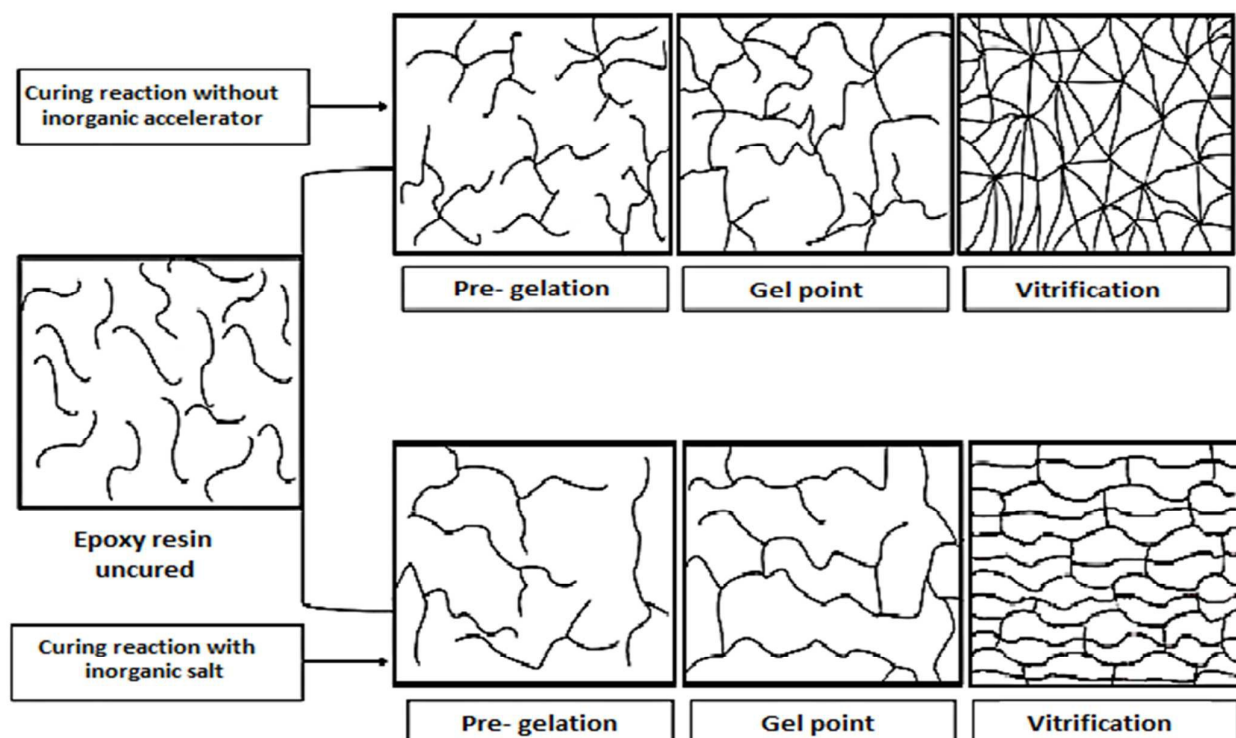 Curing reaction without
inorganic accelerator
Pre- gelation
Gel point
Vitrification
Epoxy resin
uncured
Curing reaction with
inorganic salt
Pre- gelation
Gel point
Vitrification